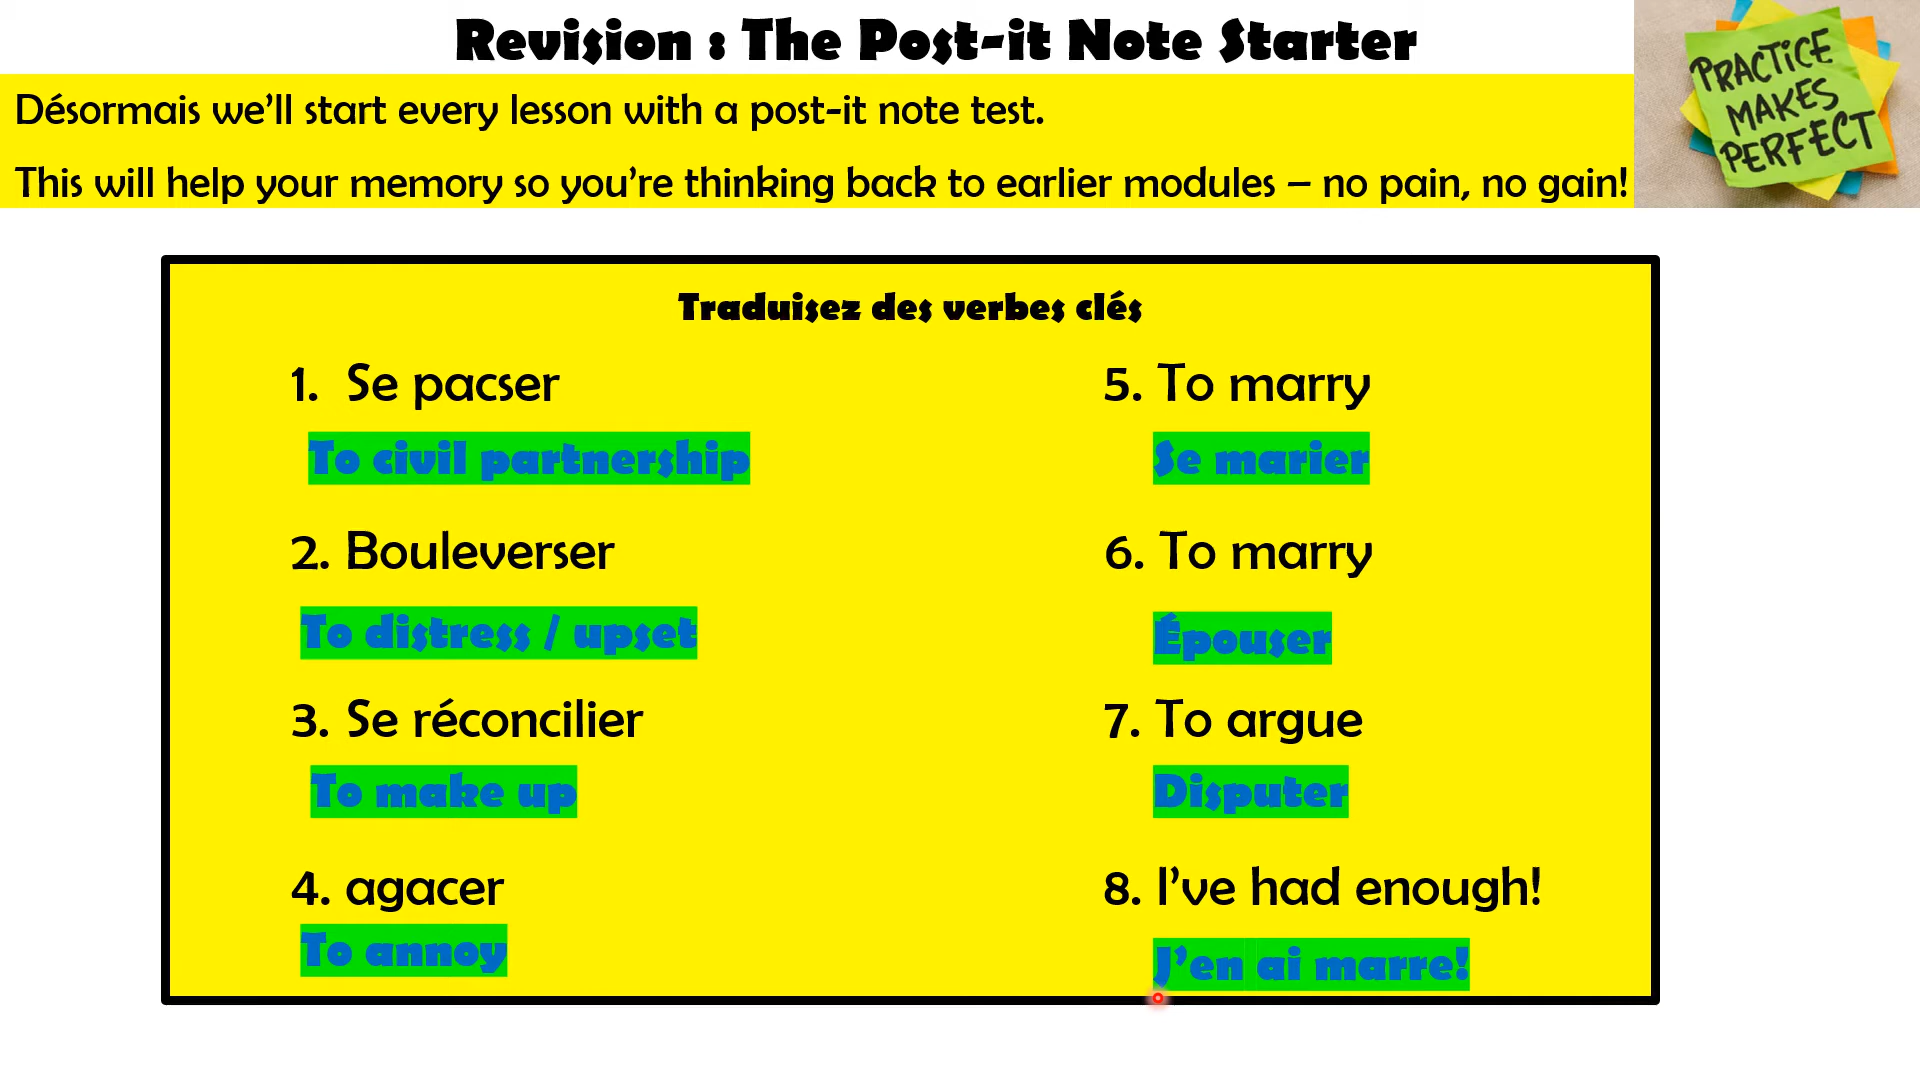 Revision : The Post-it Note Starter
PRACTICE
MAKES
PERFECT
Désormais we’ll start every lesson with a post-it note test.
This will help your memory so you’re thinking back to earlier modules – no pain, no gain!
Traduisez des verbes clés
1. Se pacser
To civil partnership
2. Bouleverser
To distress / upset
3. Se réconcilier
To make up
4. agacer
To annoy
5. To marry
Se marier
6. To marry
Épouser
7. To argue
Disputer
8. I’ve had enough!
J’en ai marre!